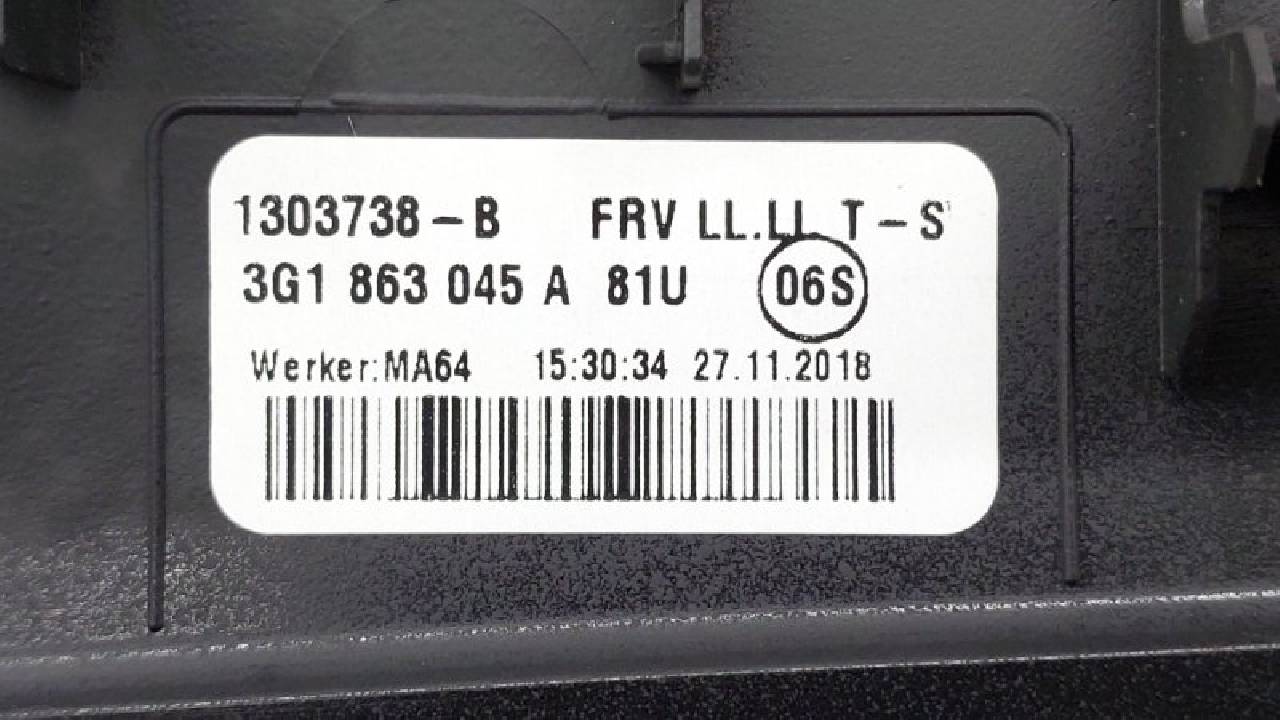 1303738-B FRV LL.LL T-S
3G1 863 045 A 81U 06S
Werker:MA64 15:30:34 27.11.2018